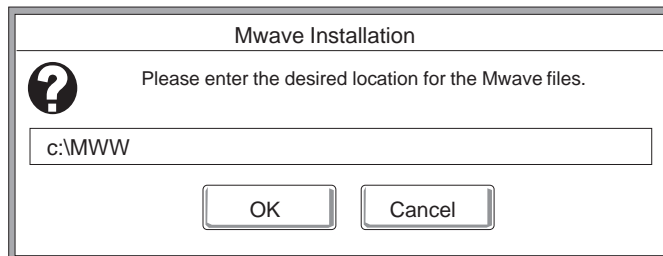 Mwave Installation
Please enter the desired location for the Mwave files.
c:\MWW
OK Cancel